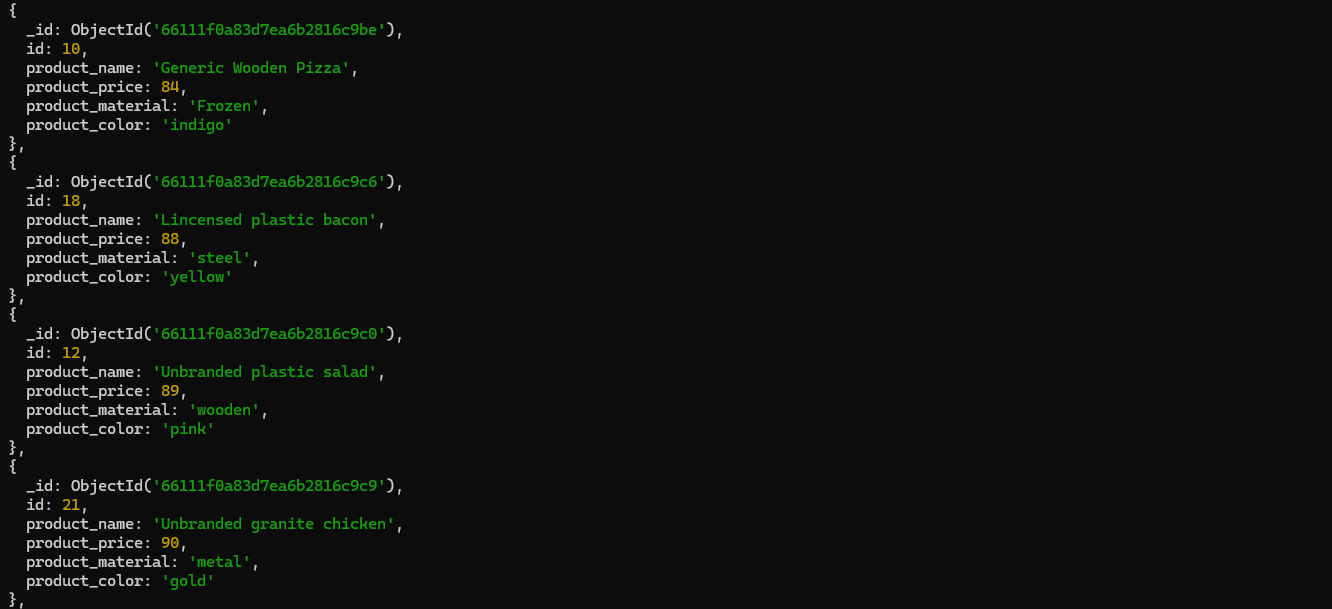 {
_id: ObjectId('66111f0a83d7ea6b2816c9be'),
id: 10,
product_name: 'Generic Wooden Pizza',
product_price: 84,
product_material: 'Frozen',
product_color: 'indigo'
},
{
_id: ObjectId('66111f0a83d7ea6b2816c9c6'),
id: 18,
product_name: 'Lincensed plastic bacon',
product_price: 88,
product_material: 'steel',
product_color: 'yellow'
},
{
_id: ObjectId('66111f0a83d7ea6b2816c9c0'),
id: 12,
product_name: 'Unbranded plastic salad',
product_price: 89,
product_material: 'wooden',
product_color: 'pink'
},
{
_id: ObjectId('66111f0a83d7ea6b2816c9c9'),
id: 21,
product_name: 'Unbranded granite chicken',
product_price: 90,
product_material: 'metal',
product_color: 'gold'
},